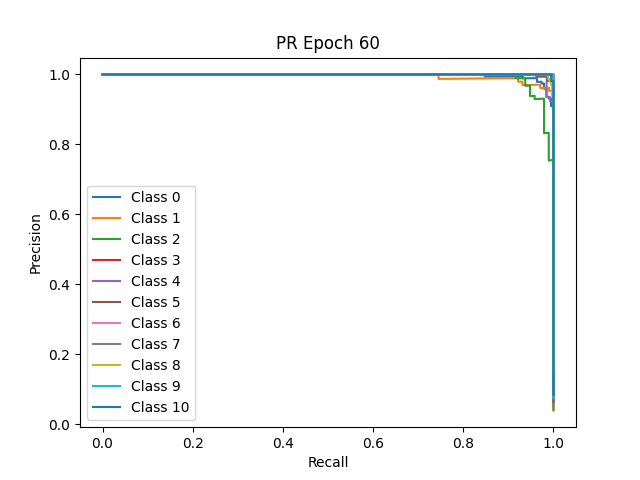 PR Epoch 60
1.0
0.8
0.6
0.4
0.2
0.0
Precision
Class 0
Class 1
Class 2
Class 3
Class 4
Class 5
Class 6
Class 7
Class 8
Class 9
Class 10
0.0 0.2 0.4 0.6 0.8 1.0
Recall